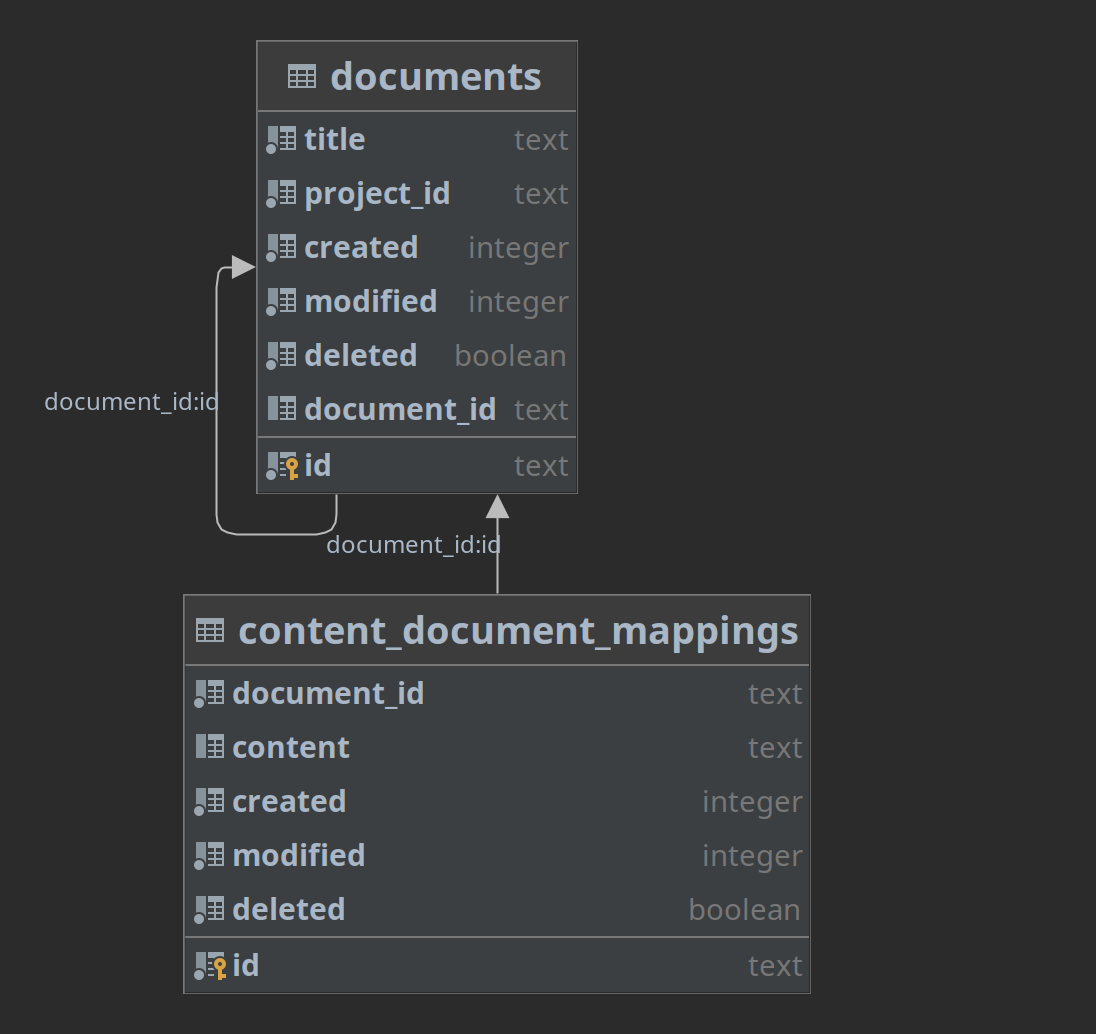 documents
title text
project_id text
created integer
modified integer
deleted boolean
document_id:id
document_id text
id text
document_id:id
content_document_mappings
document_id text
content text
created integer
modified integer
deleted boolean
id text